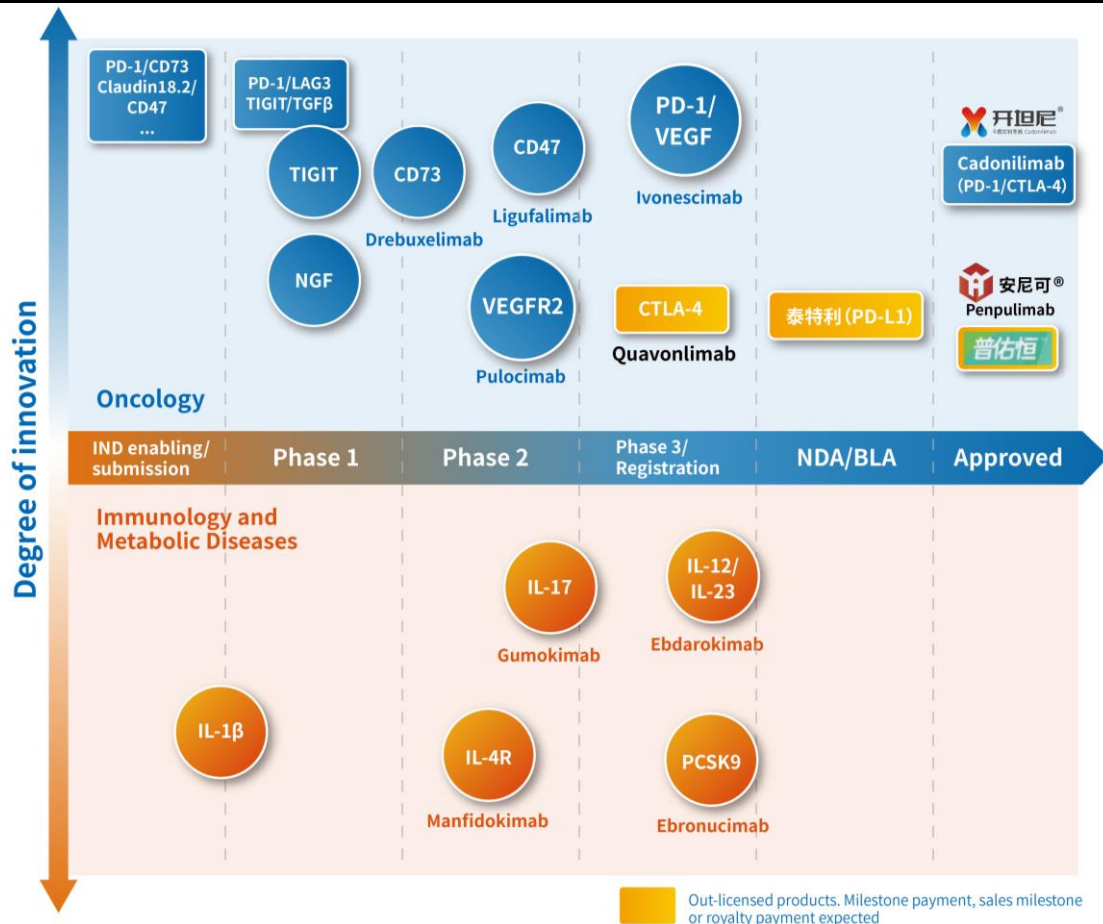 Degree of innovation
PD-1/CD73
Claudin18.2/
CD47
...
PD-1/LAG3
TIGIT/TGFβ
TIGIT
NGF
CD73
Drebuxelimab
CD47
Ligufalimab
VEGFR2
Pulocimab
PD-1/
VEGF
Ivonescimab
CTLA-4
Quavonlimab
泰特利(PD-L1)
开坦尼®
Cadonilimab
(PD-1/CTLA-4)
安尼可®
Penpulimab
普佑恒
Oncology
IND enabling/
submission
Phase 1
Phase 2
Phase 3/
Registration
NDA/BLA
Approved
Immunology and
Metabolic Diseases
IL-1β
IL-17
Gumokimab
IL-4R
Manfidokimab
IL-12/
IL-23
Ebdarokimab
PCSK9
Ebronucimab
Out-licensed products. Milestone payment, sales milestone
or royalty payment expected